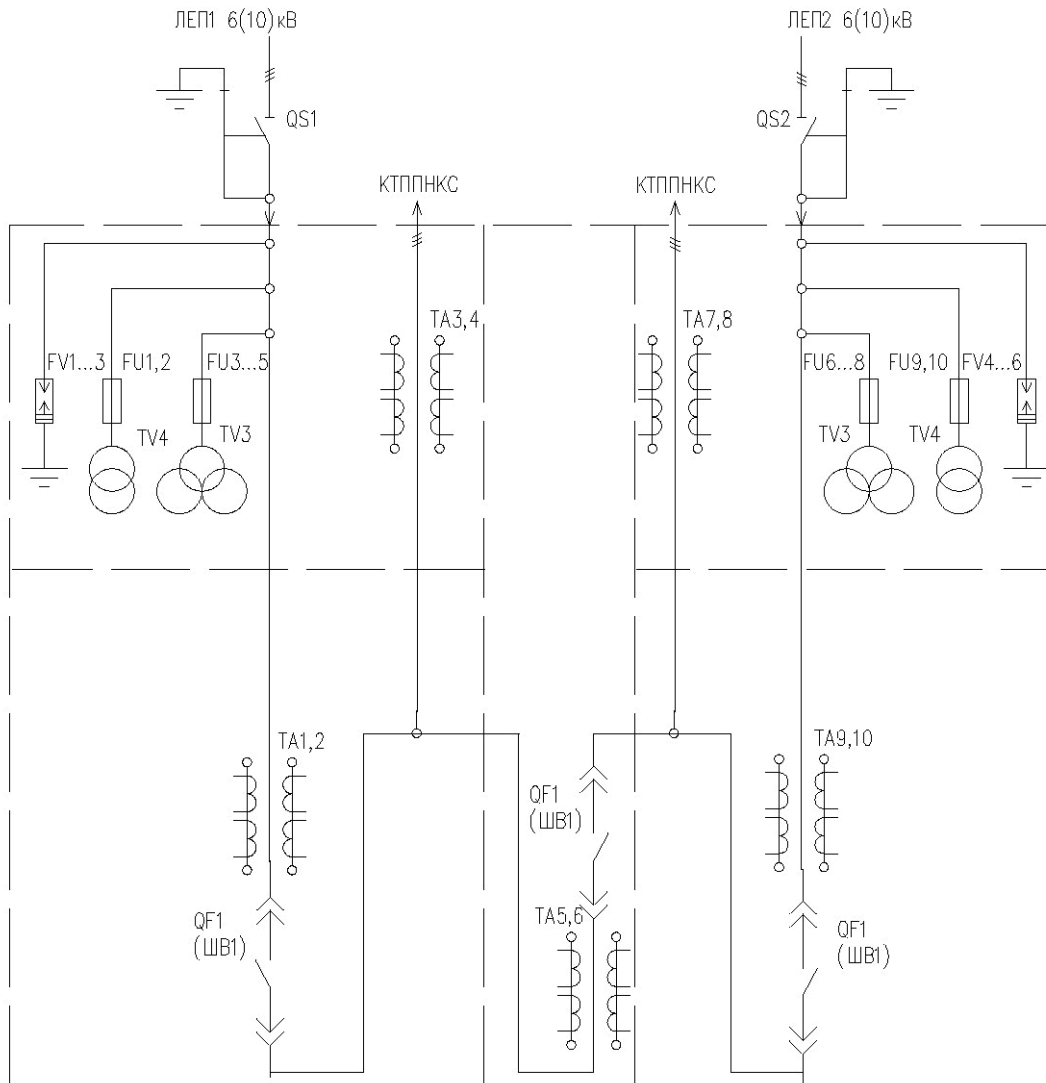 ЛЕП1 6(10)кВ
ЛЕП2 6(10)кВ
QS1
QS2
КТППНКС
КТППНКС
TA3,4
TA7,8
FV1...3
FU1,2
FU3...5
FU6...8
FU9,10
FV4...6
TV4
TV3
TV3
TV4
TA1,2
TA9,10
QF1
(ШВ1)
TA5,6
QF1
(ШВ1)
QF1
(ШВ1)